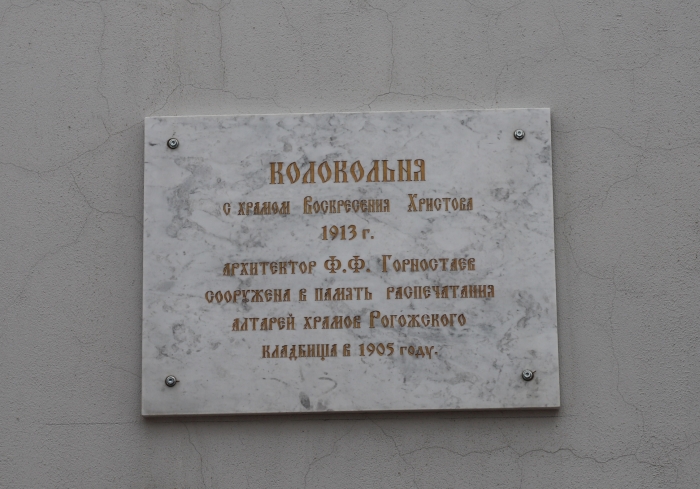 КОЛОКОЛЬНЯ
с храмом Воскресения Христова
1913 г.
архитектор Ф.Ф. Горностаев
сооружена в память распечатания
алтарей храмов Рогожского
кладбища в 1905 году.